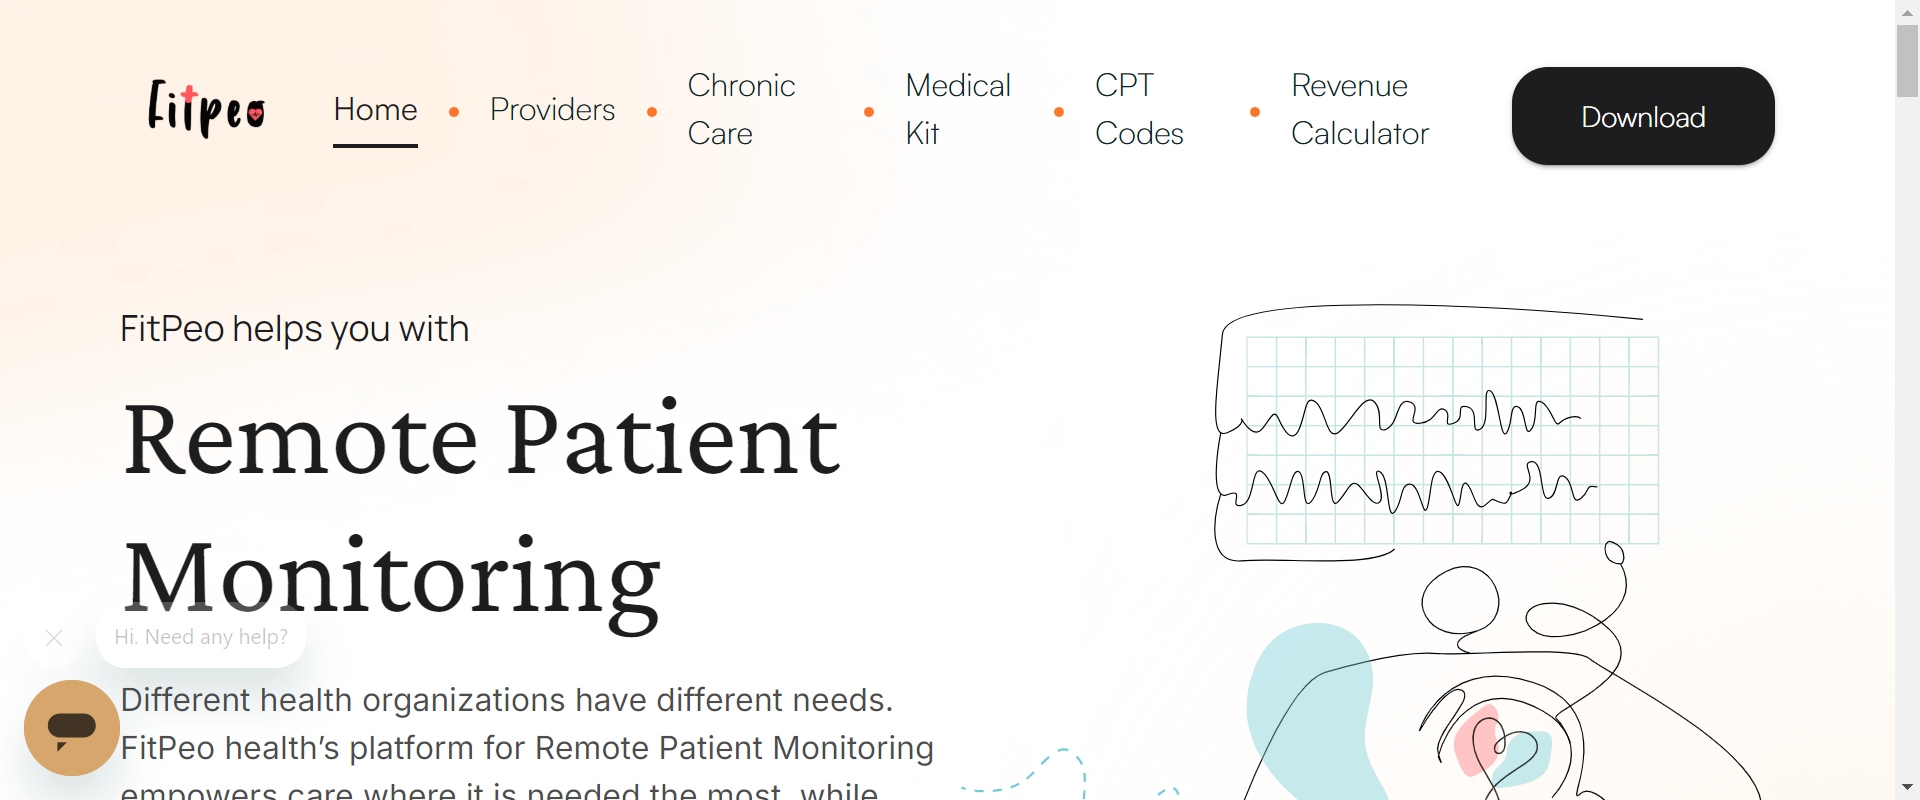 Fitpeo
Home
Providers
Chronic
Care
Medical
Kit
CPT
Codes
Revenue
Calculator
Download
FitPeo helps you with
Remote Patient
Monitoring
Hi. Need any help?
Different health organizations have different needs.
FitPeo health’s platform for Remote Patient Monitoring
empowers care where it is needed the most, while